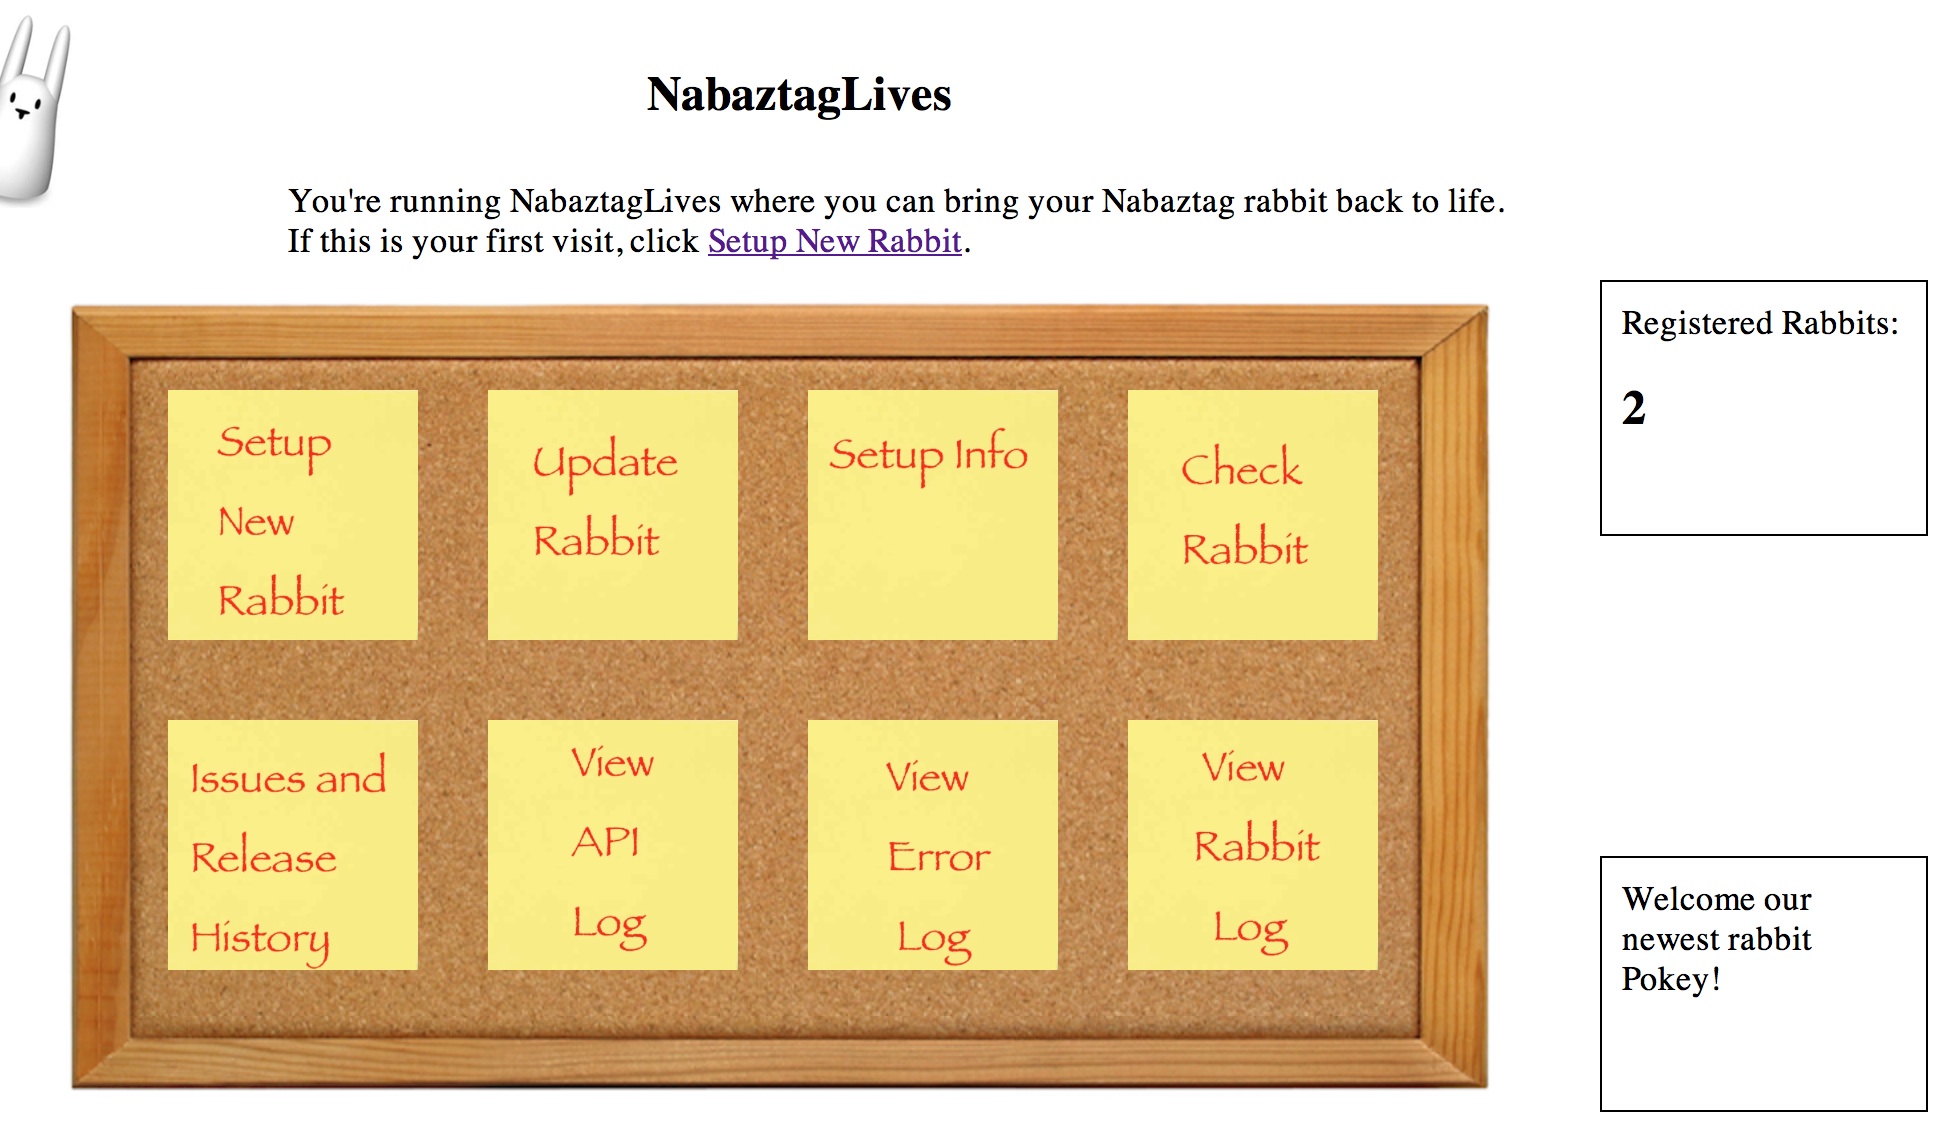 NabaztagLives
You're running NabaztagLives where you can bring your Nabaztag rabbit back to life.
If this is your first visit, click Setup New Rabbit.
Registered Rabbits:
2
Setup
New
Rabbit
Update
Rabbit
Setup Info
Check
Rabbit
Issues and
Release
History
View
API
Log
View
Error
Log
View
Rabbit
Log
Welcome our
newest rabbit
Pokey!